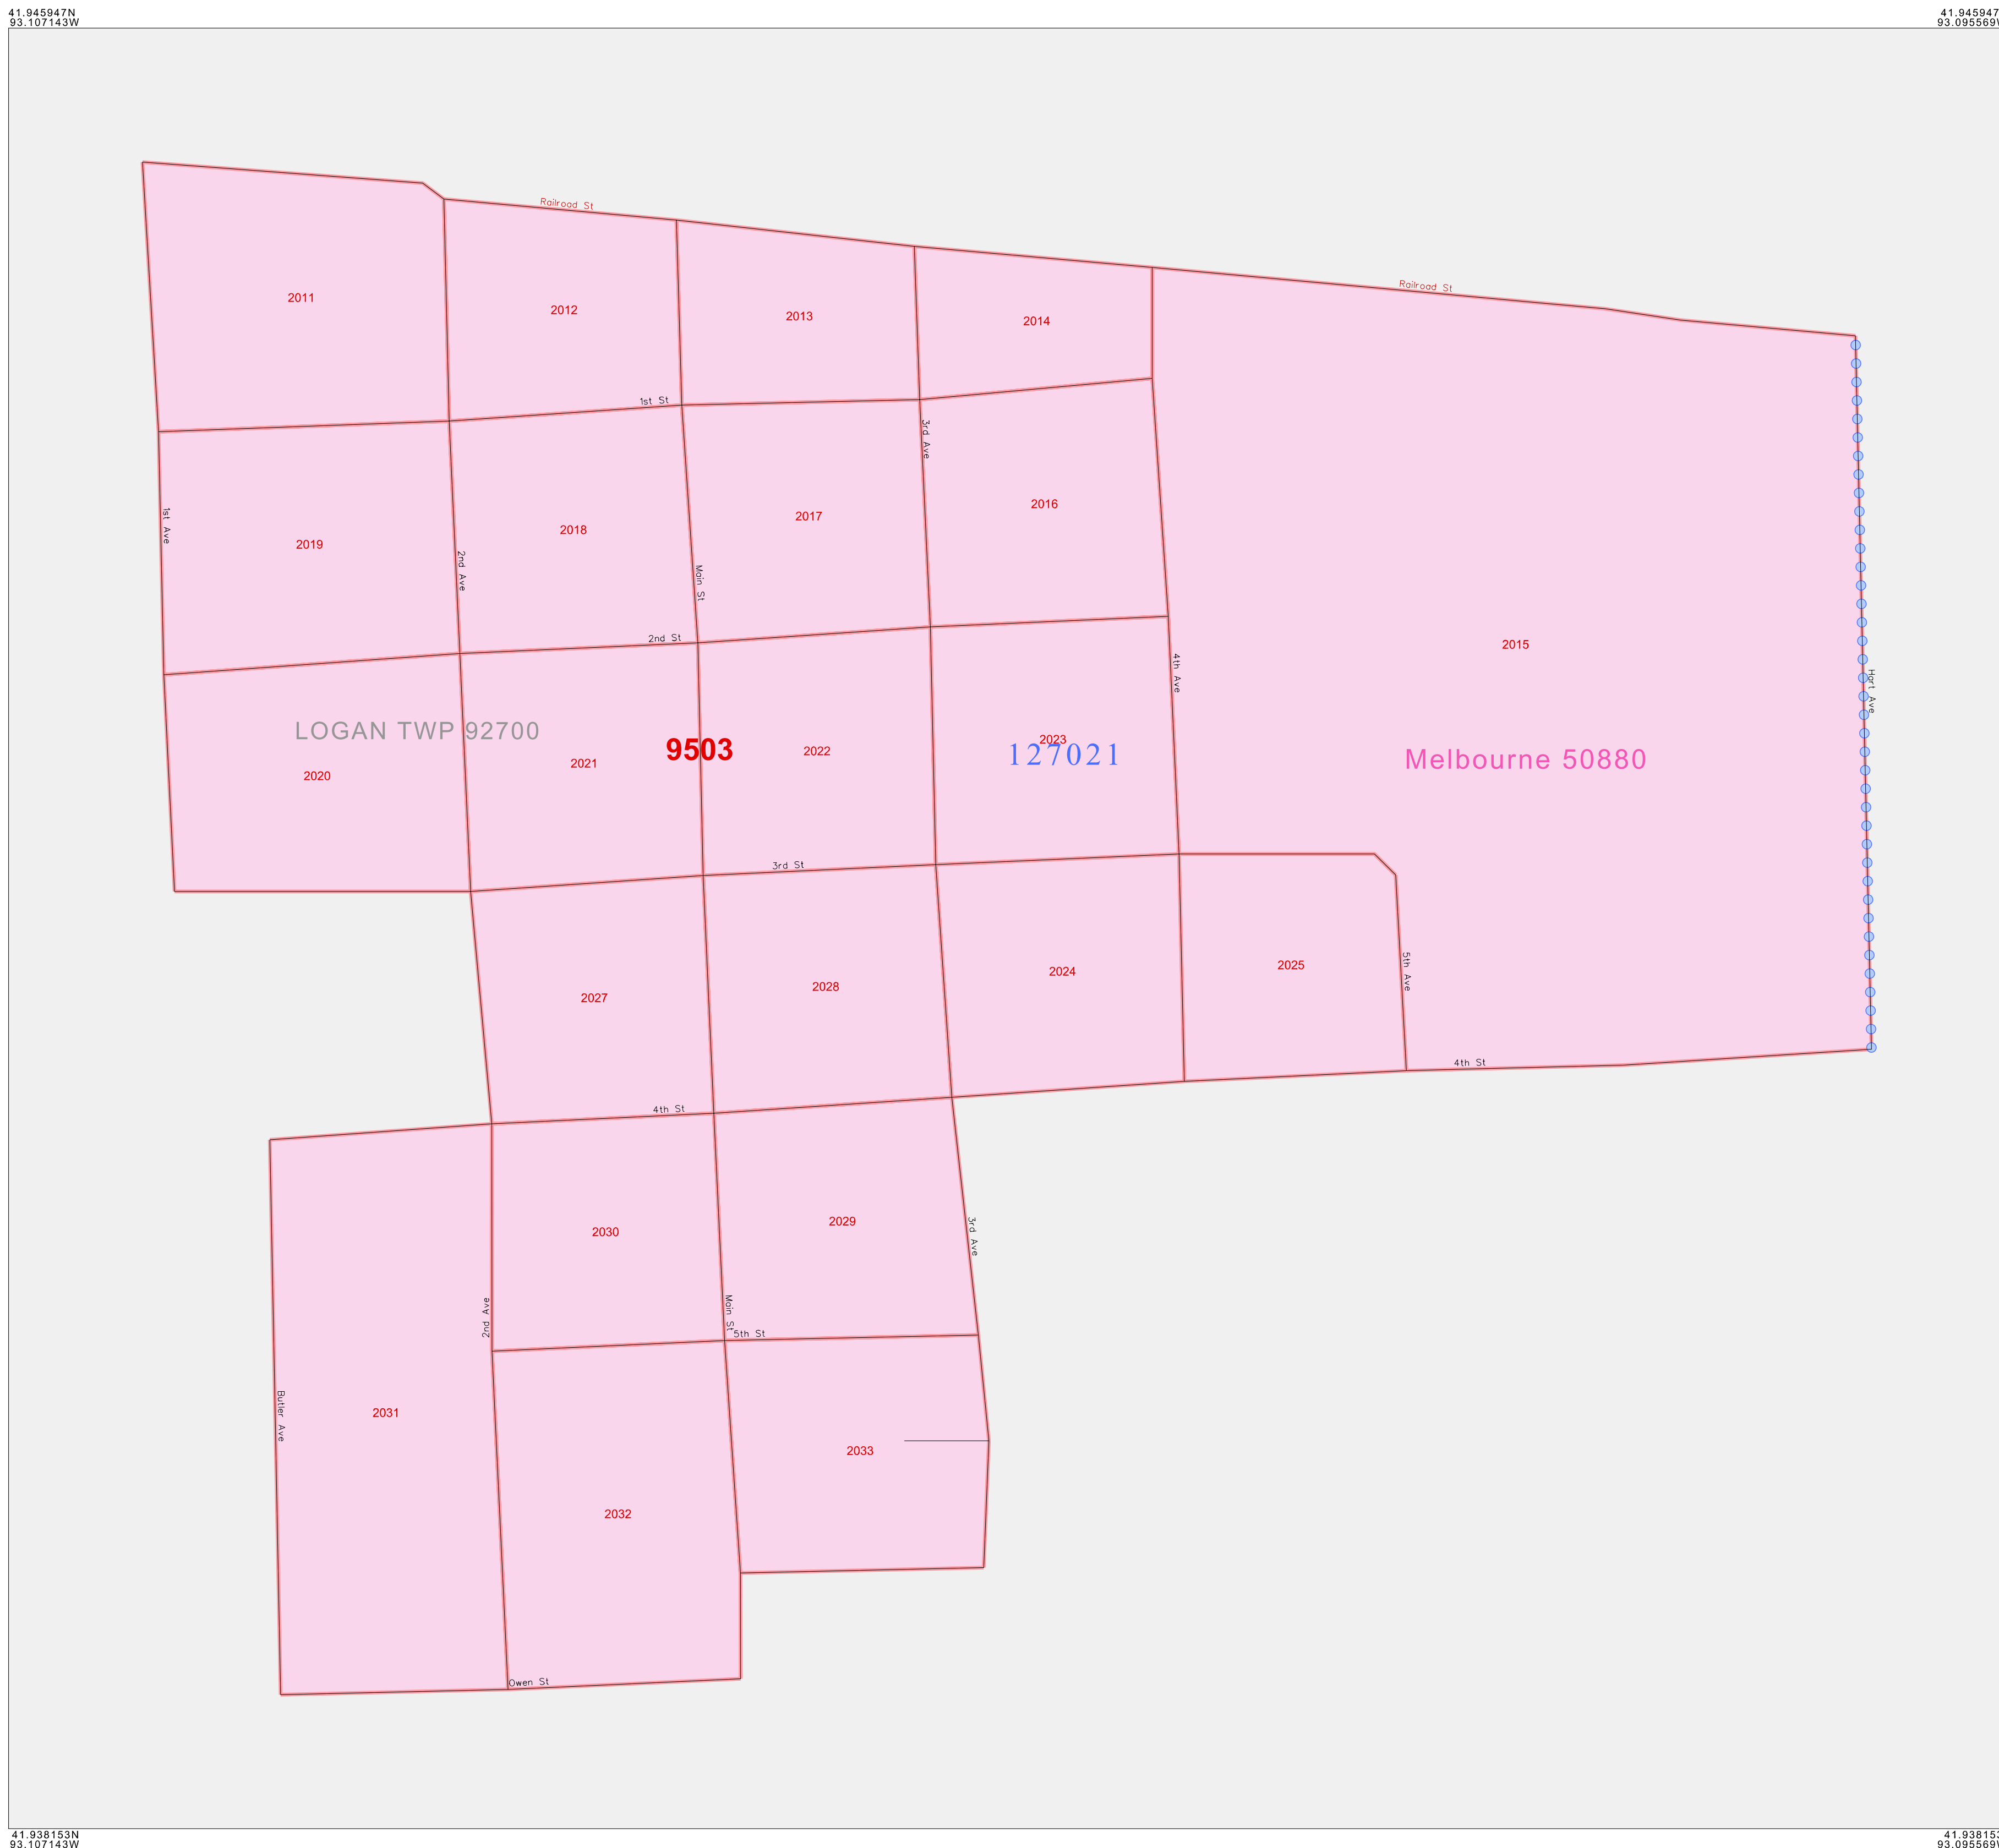 41.945947N
93.107143W
41.945947N
93.095569W
Railroad St
Railroad St
2011
2012
2013
2014
1st St
3rd Ave
1st Ave
2019
2nd Ave
2018
Main St
2017
2016
2nd St
4th Ave
2015
Hart Ave
LOGAN TWP 92700
9503
2023
127021
Melbourne 50880
2020
2021
2022
3rd St
2027
2028
2024
2025
5th Ave
4th St
4th St
2030
2029
3rd Ave
2nd Ave
Main St
5th St
Butler Ave
2031
2033
2032
Owen St
41.938153N
93.107143W
41.938153
93.095569W